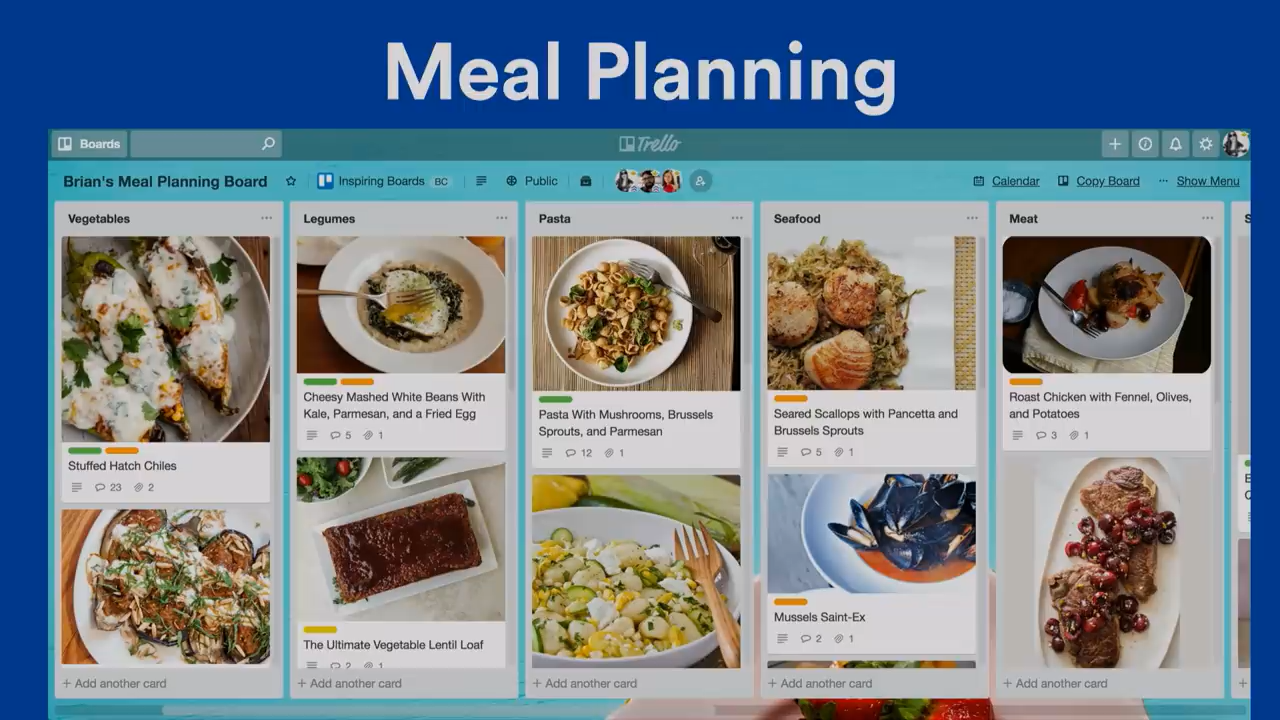 Meal Planning
Boards
Trello
Brian's Meal Planning Board
Inspiring Boards BC
Public
Calendar
Copy Board
Show Menu
Vegetables
Stuffed Hatch Chiles
23 2
+ Add another card
Legumes
Cheesy Mashed White Beans With
Kale, Parmesan, and a Fried Egg
5 1
The Ultimate Vegetable Lentil Loaf
2 1
+ Add another card
Pasta
Pasta With Mushrooms, Brussels
Sprouts, and Parmesan
12 1
+ Add another card
Seafood
Seared Scallops with Pancetta and
Brussels Sprouts
5 1
Mussels Saint-Ex
2 1
+ Add another card
Meat
Roast Chicken with Fennel, Olives,
and Potatoes
3 1
+ Add another card